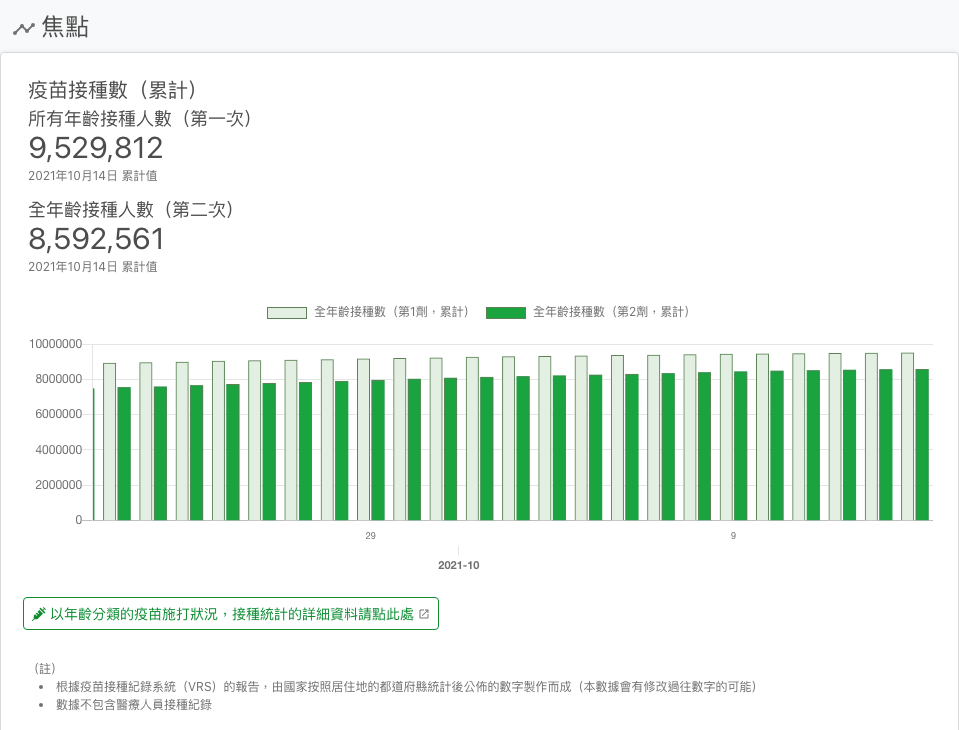 焦點
疫苗接種數（累計）
所有年齡接種人數（第一次）
9,529,812
2021年10月14日 累計值
全年齡接種人數（第二次）
8,592,561
2021年10月14日 累計值
全年齡接種數（第1劑，累計） 全年齡接種數（第2劑，累計）
10000000
8000000
6000000
4000000
2000000
0
29 9
2021-10
以年齡分類的疫苗施打狀況，接種統計的詳細資料請點此處
（註）
• 根據疫苗接種紀錄系統（VRS）的報告，由國家按照居住地的都道府縣統計後公佈的數字製作而成（本數據會有修改過往數字的可能）
• 數據不包含醫療人員接種紀錄